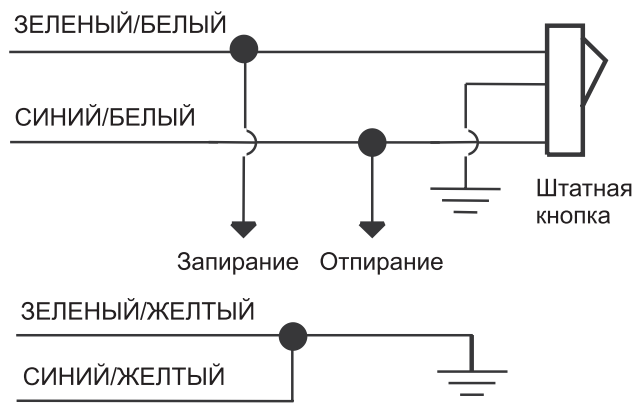 ЗЕЛЕНЫЙ/БЕЛЫЙ
СИНИЙ/БЕЛЫЙ
Штатная
кнопка
Запирание
Отпирание
ЗЕЛЕНЫЙ/ЖЕЛТЫЙ
СИНИЙ/ЖЕЛТЫЙ